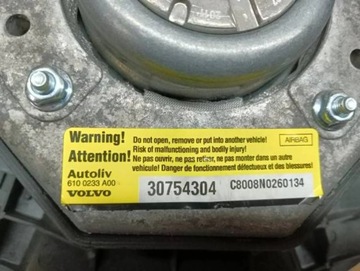 Warning!
Attention!
Do not open, remove or put into another vehicle!
Risk of malfunctioning and bodily injury!
Ne pas ouvrir, ne pas retirer, ne pas montrer dans un autre
vehicule! Danger de fonctionnement défectueux et des blessures!
AIRBAG
Autoliv
610 0233 A00
VOLVO
30754304
C8008N0260134